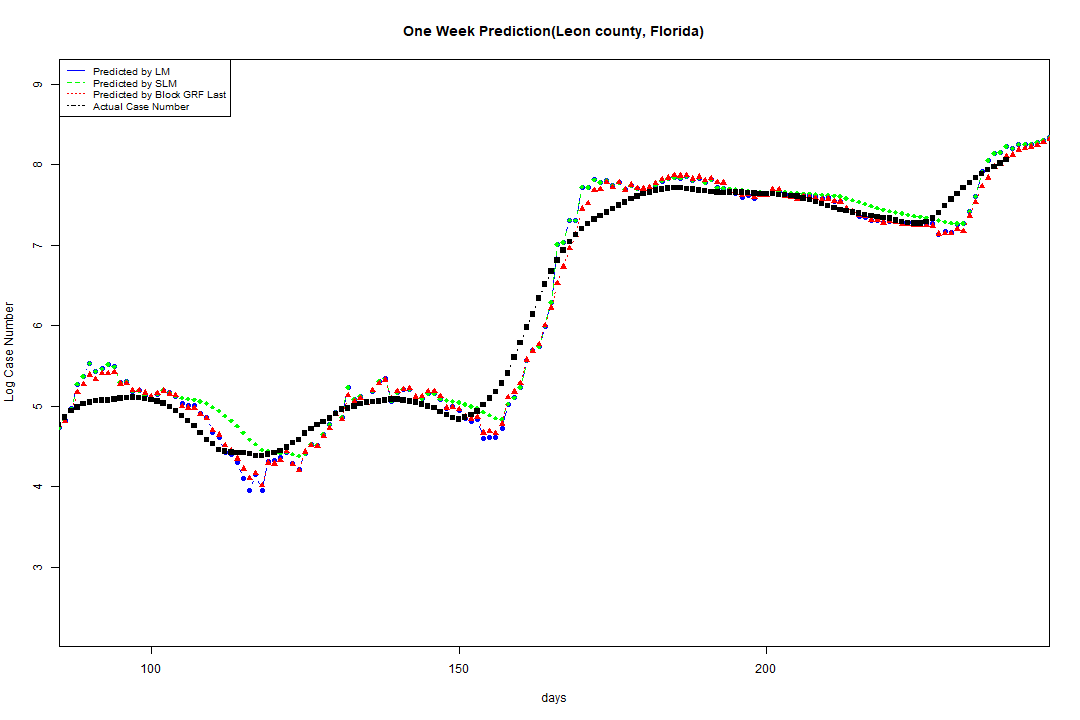 One Week Prediction(Leon county, Florida)
Predicted by LM
Predicted by SLM
Predicted by Block GRF Last
Actual Case Number
9
8
7
6
5
4
3
Log Case Number
100 150 200
days